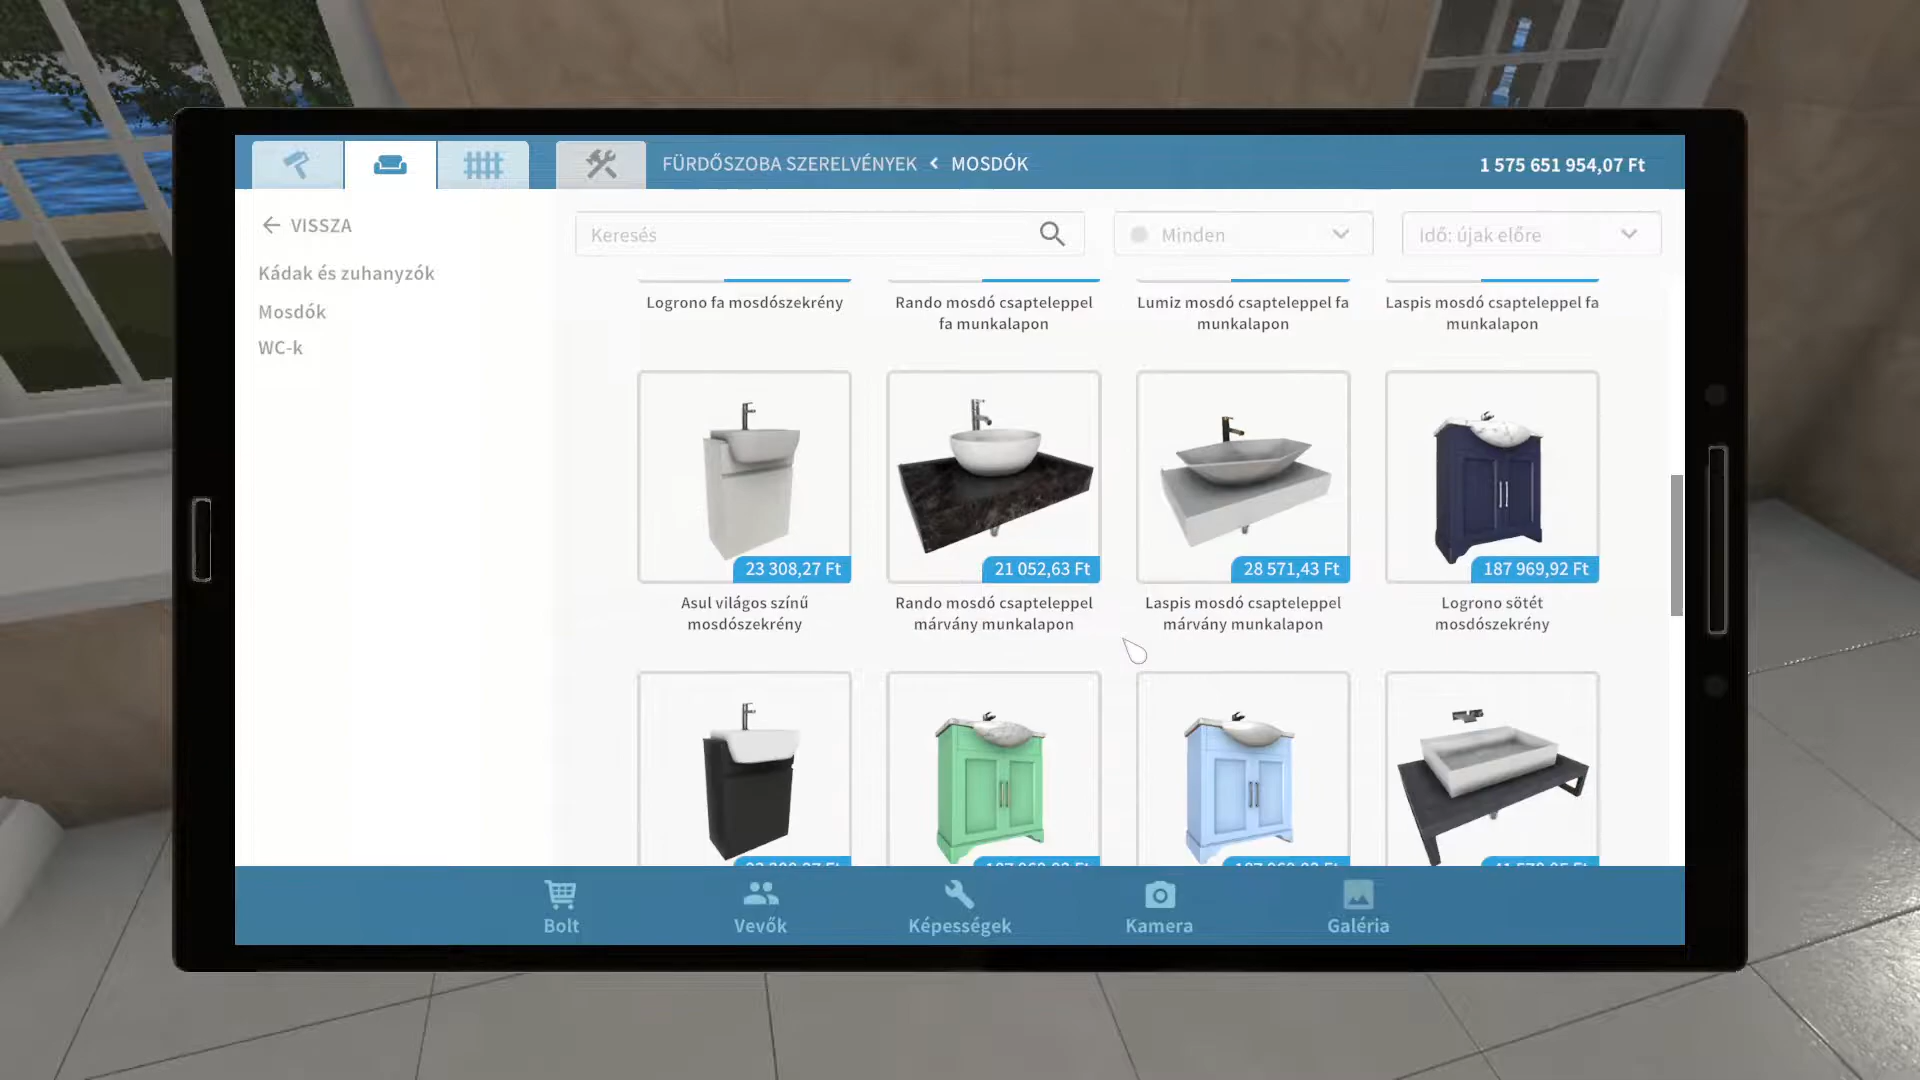 FÜRDŐSZOBA SZERELVÉNYEK < MOSDÓK
1 575 651 954,07 Ft
VISSZA
Kádak és zuhanyzók
Mosdók
WC-k
Keresés
Minden
Idő: újak előre
Logrono fa mosdószekrény
Rando mosdó csapteleppel
fa munkalapon
Lumiz mosdó csapteleppel fa
munkalapon
Laspis mosdó csapteleppel fa
munkalapon
23 308,27 Ft
21 052,63 Ft
28 571,43 Ft
187 969,92 Ft
Asul világos színű
mosdószekrény
Rando mosdó csapteleppel
márvány munkalapon
Laspis mosdó csapteleppel
márvány munkalapon
Logrono sötét
mosdószekrény
Bolt
Vevők
Képességek
Kamera
Galéria